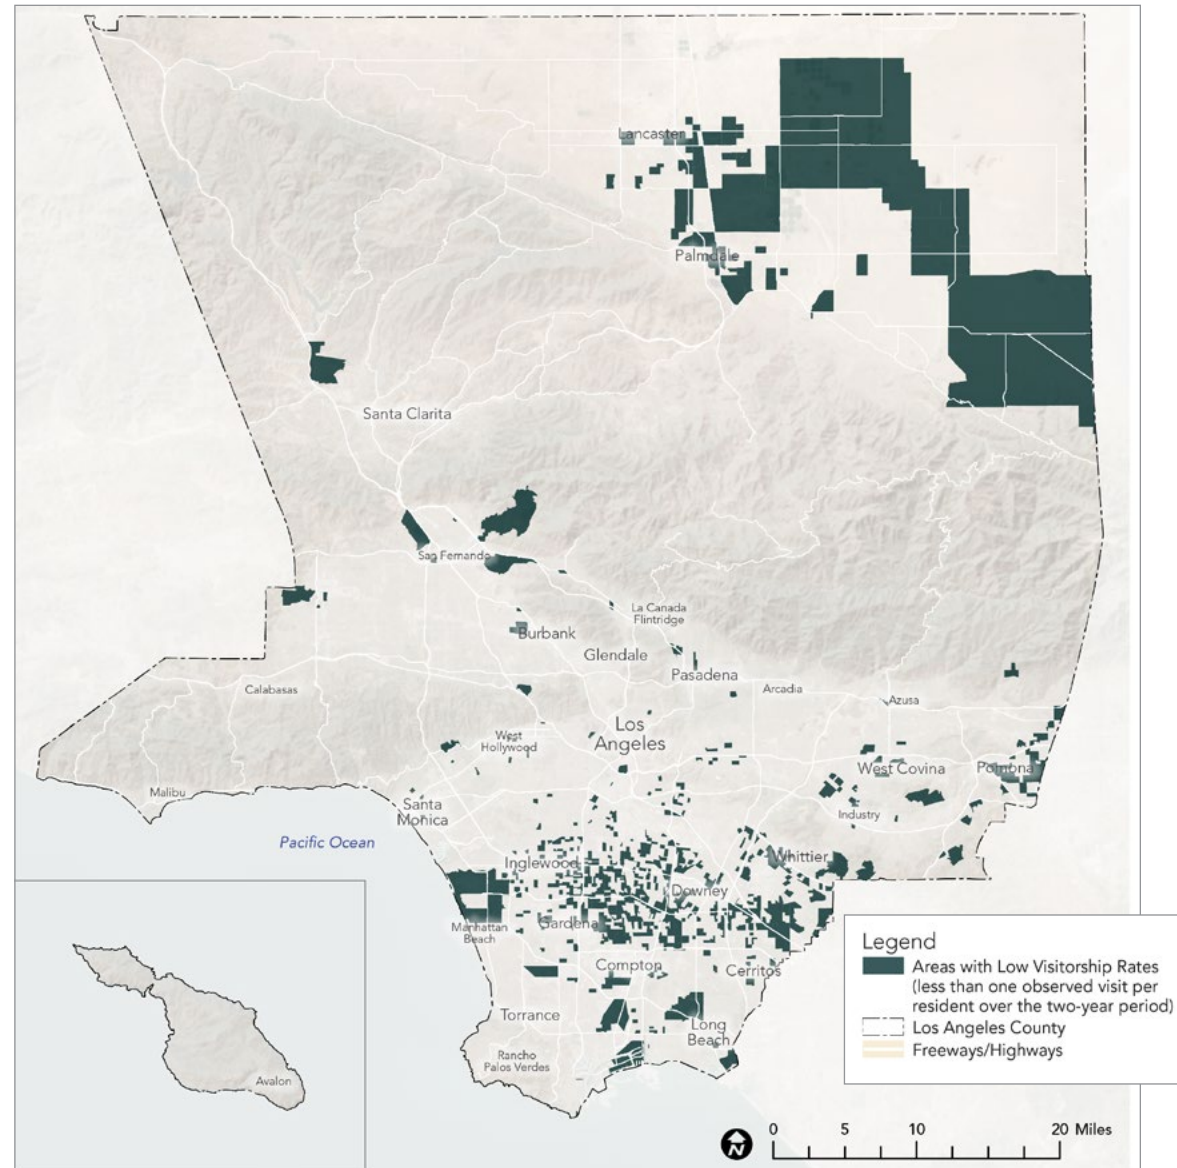 Lancaster
Palmdale
Santa Clarita
San Fernando
La Canada
Flintridge
Burbank
Glendale
Pasadena
Calabasas
Arcadia
Azusa
Los
Angeles
West
Hollywood
West Covina
Pomona
Malibu
Santa
Monica
Industry
Pacific Ocean
Inglewood
Whittier
Downey
Manhattan
Beach
Gardena
Compton
Cerritos
Torrance
Long
Beach
Rancho
Palos Verdes
Avalon
Legend
Areas with Low Visitorship Rates
(less than one observed visit per
resident over the two-year period)
Los Angeles County
Freeways/Highways
N
0 5 10 20 Miles